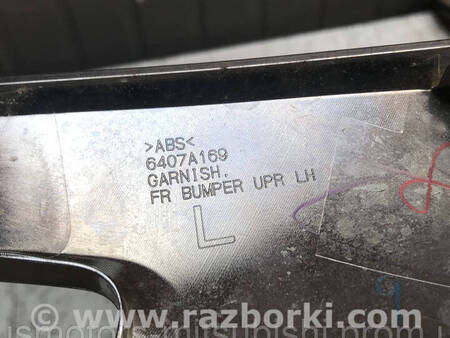 >ABS<
6407A169
GARNISH,
FR BUMPER UPR LH
L
www.razborki.com